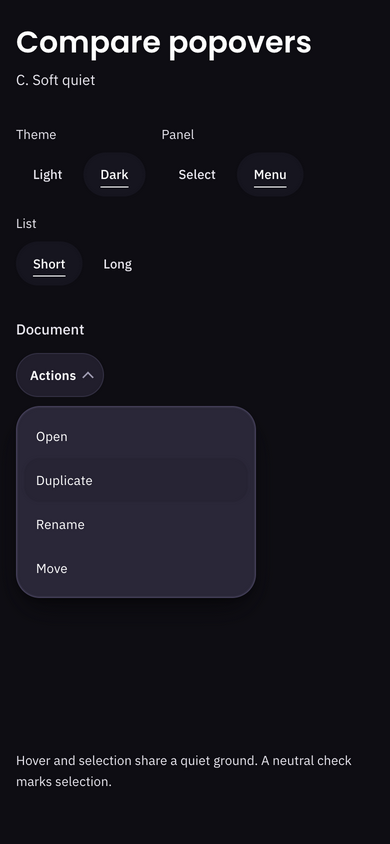 Compare popovers
C. Soft quiet
Theme Panel
Light Dark Select Menu
List
Short Long
Document
Actions
Open
Duplicate
Rename
Move
Hover and selection share a quiet ground. A neutral check
marks selection.